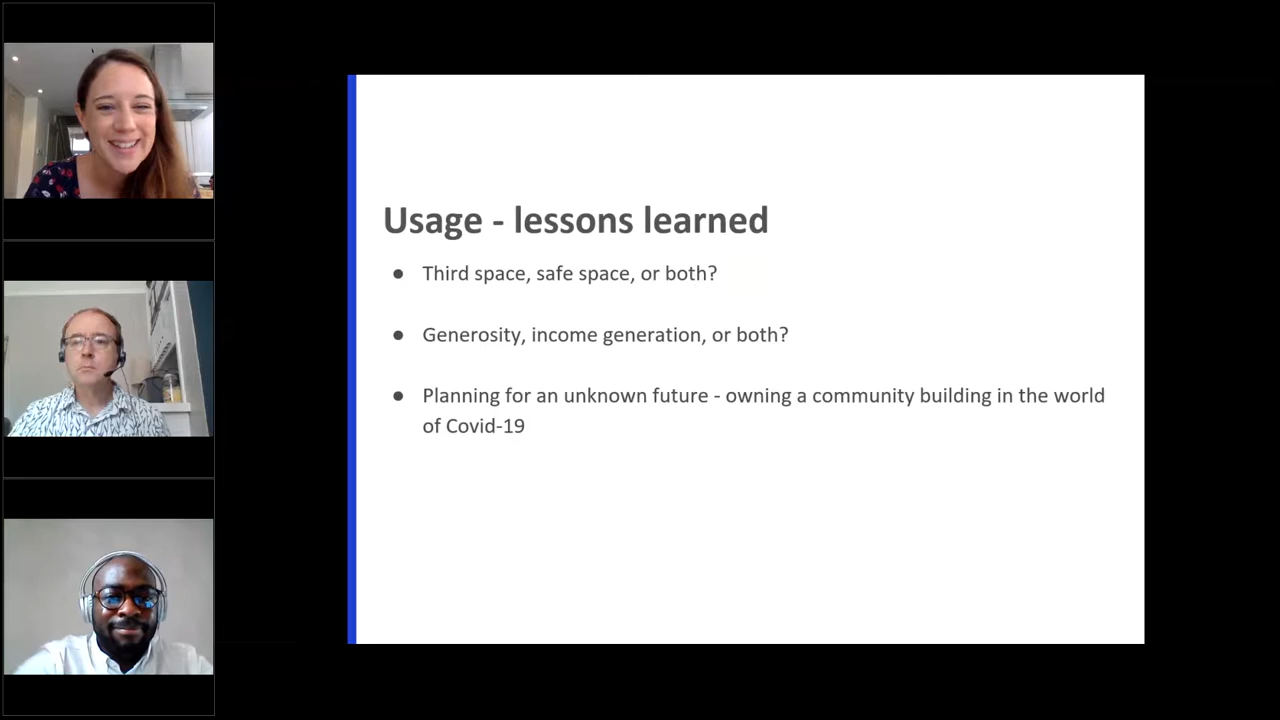 Usage - lessons learned
● Third space, safe space, or both?
● Generosity, income generation, or both?
● Planning for an unknown future - owning a community building in the world
of Covid-19